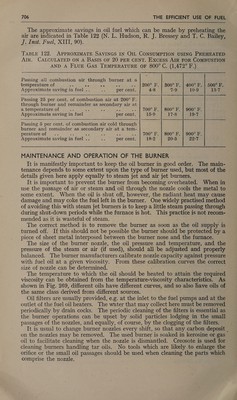 706 THE EFFICIENT USE OF FUEL
The approximate savings in oil fuel which can be made by preheating the
air are indicated in Table 132 (N. L. Hudson, R. J. Bressey and T. C. Bailey,
J. Inst. Fuel, XIII, 90).
TABLE 132. APPROXIMATE SAVINGS IN OIL CONSUMPTION USING PREHEATED
AIR. CALCULATED ON A BASIS OF 20 PER CENT. EXCESS AIR FOR COMBUSTION
AND A FLUE GAS TEMPERATURE OF 800° C. (1,472° F.)
Passing all combustion air through burner at a
temperature of 200° F. 300° F. 400° F. 500° F.
Approximate saving in fuel .. .. per cent.
Passing 25 per cent. of combustion air at 200° F.
through burner and remainder as secondary air at
a temperature of 700° F. 800° F. 900° F.
Approximate saving in fuel .. .. per cent.
Passing 5 per cent. of combustion air cold through
burner and remainder as secondary air at a tem-
perature of 700° F. 800° F. 900° F.
Approximate saving in fuel .. .. per cent.
MAINTENANCE AND OPERATION OF THE BURNER
It is manifestly important to keep the oil burner in good order. The main-
tenance depends to some extent upon the type of burner used, but most of the
details given here apply equally to steam jet and air jet burners.
It is important to prevent the burner from becoming overheated. When in
use the passage of air or steam and oil through the nozzle cools the metal to
some extent. When the oil is shut off, however, the radiant heat may cause
damage and may coke the fuel left in the burner. One widely practised method
of avoiding this with steam jet burners is to keep a little steam passing through
during shut-down periods while the furnace is hot. This practice is not recom-
mended as it is wasteful of steam.
The correct method is to remove the burner as soon as the oil supply is
turned off. If this should not be possible the burner should be protected by a
piece of sheet metal interposed between the burner nose and the furnace.
The size of the burner nozzle, the oil pressure and temperature, and the
pressure of the steam or air (if used), should all be adjusted and properly
balanced. The burner manufacturers calibrate nozzle capacity against pressure
with fuel oil at a given viscosity. From these calibration curves the correct
size of nozzle can be determined.
The temperature to which the oil should be heated to attain the required
viscosity can be obtained from the temperature-viscosity characteristics. As
shown in Fig. 269, different oils have different curves, and so also have oils of
the same class derived from different sources.
Oil filters are usually provided, e.g. at the inlet to the fuel pumps and at the
outlet of the fuel oil heaters. The water that may collect here must be removed
periodically by drain cocks. The periodic cleaning of the filters is essential as
the burner operations can be upset by solid particles lodging in the small
passages of the nozzle, and equally, of course, by the clogging of the filters.
It is usual to change burner nozzles every shift, so that any carbon deposit
on the nozzles may be removed. The used burner is soaked in kerosine or gas
oil to facilitate cleaning when the nozzle is dismantled. Creosote is used for
cleaning burners handling tar oils. No tools which are likely to enlarge the
orifice or the small oil passages should be used when cleaning the parts which
comprise the nozzle.